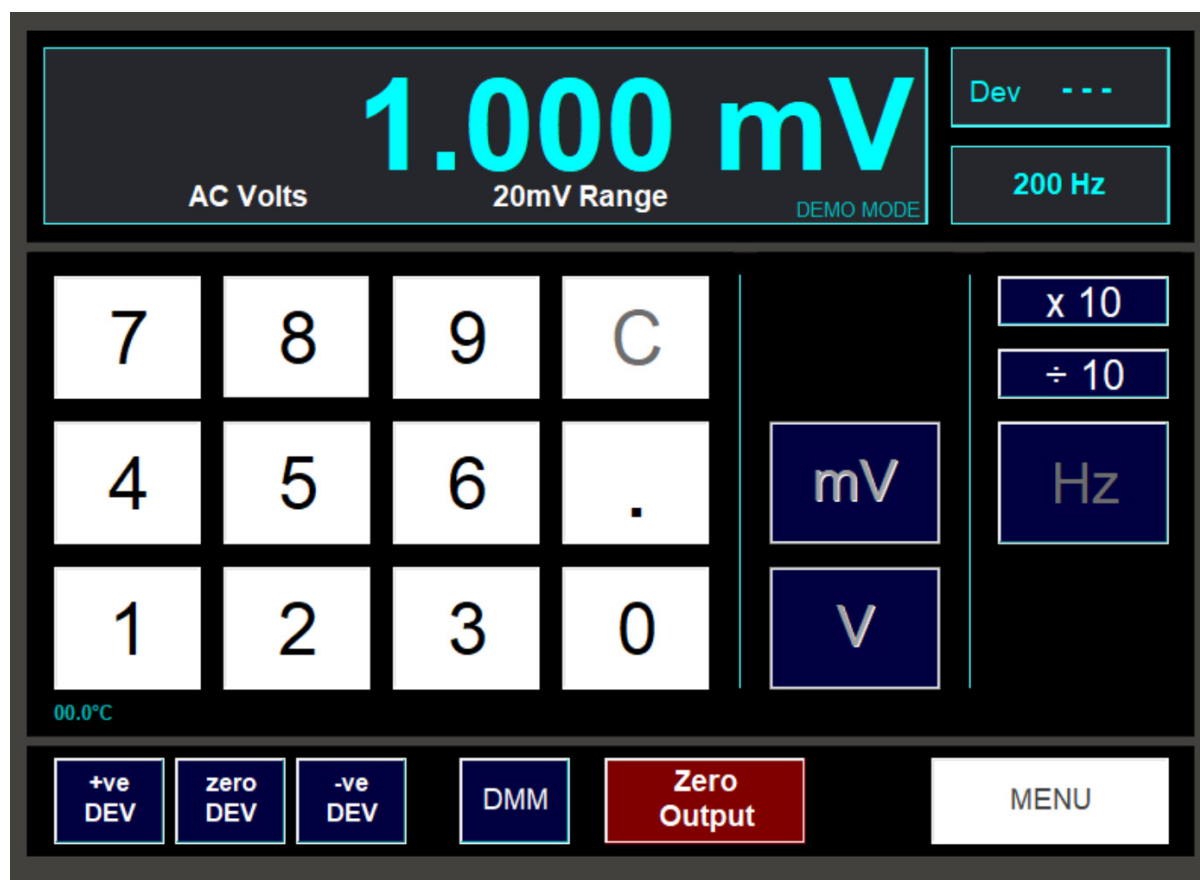 1.000 mV
AC Volts 20mV Range DEMO MODE
Dev ---
200 Hz
7 8 9 C
x 10
÷ 10
4 5 6 . mV Hz
1 2 3 0 V
00.0°C
+ve
DEV
zero
DEV
-ve
DEV
DMM
Zero
Output
MENU